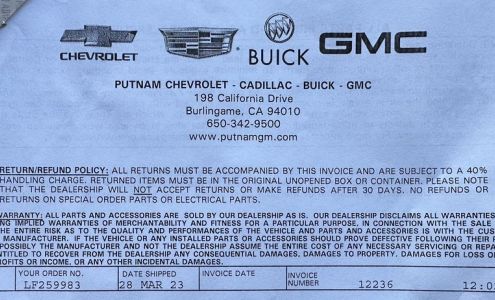 CHEVROLET
Cadillac
BUICK GMC
PUTNAM CHEVROLET - CADILLAC - BUICK - GMC
198 California Drive
Burlingame, CA 94010
650-342-9500
www.putnamgm.com
RETURN/REFUND POLICY: ALL RETURNS MUST BE ACCOMPANIED BY THIS INVOICE AND ARE SUBJECT TO A 40%
HANDLING CHARGE. RETURNED ITEMS MUST BE IN THE ORIGINAL UNOPENED BOX OR CONTAINER. PLEASE NOTE
THAT THE DEALERSHIP WILL NOT ACCEPT RETURNS OR MAKE REFUNDS AFTER 30 DAYS. NO REFUNDS OR
RETURNS ON SPECIAL ORDER PARTS OR ELECTRICAL PARTS.
WARRANTY: ALL PARTS AND ACCESSORIES ARE SOLD BY OUR DEALERSHIP AS IS. OUR DEALERSHIP DISCLAIMS ALL WARRANTIES
ING IMPLIED WARRANTIES OF MERCHANTABILITY AND FITNESS FOR A PARTICULAR PURPOSE, IN CONNECTION WITH THE SALE
THE ENTIRE RISK AS TO THE QUALITY AND PERFORMANCES OF THE VEHICLE AND PARTS AND ACCESSORIES IS WITH THE CUS
MANUFACTURER. IF THE VEHICLE OR ANY INSTALLED PARTS OR ACCESSORIES SHOULD PROVE DEFECTIVE FOLLOWING THEIR
POSSIBLY THE MANUFACTURER AND NOT THE DEALERSHIP ASSUME THE ENTIRE COST OF ANY NECESSARY SERVICING OR REPA
ENTITLED TO RECOVER FROM THE DEALERSHIP ANY CONSEQUENTIAL DAMAGES, DAMAGES TO PROPERTY, DAMAGES FOR LOS
OFITS OR INCOME, OR ANY OTHER INCIDENTAL DAMAGES.
YOUR ORDER NO. DATE SHIPPED INVOICE DATE INVOICE NUMBER
LF259983 28 MAR 23 12236 12:0